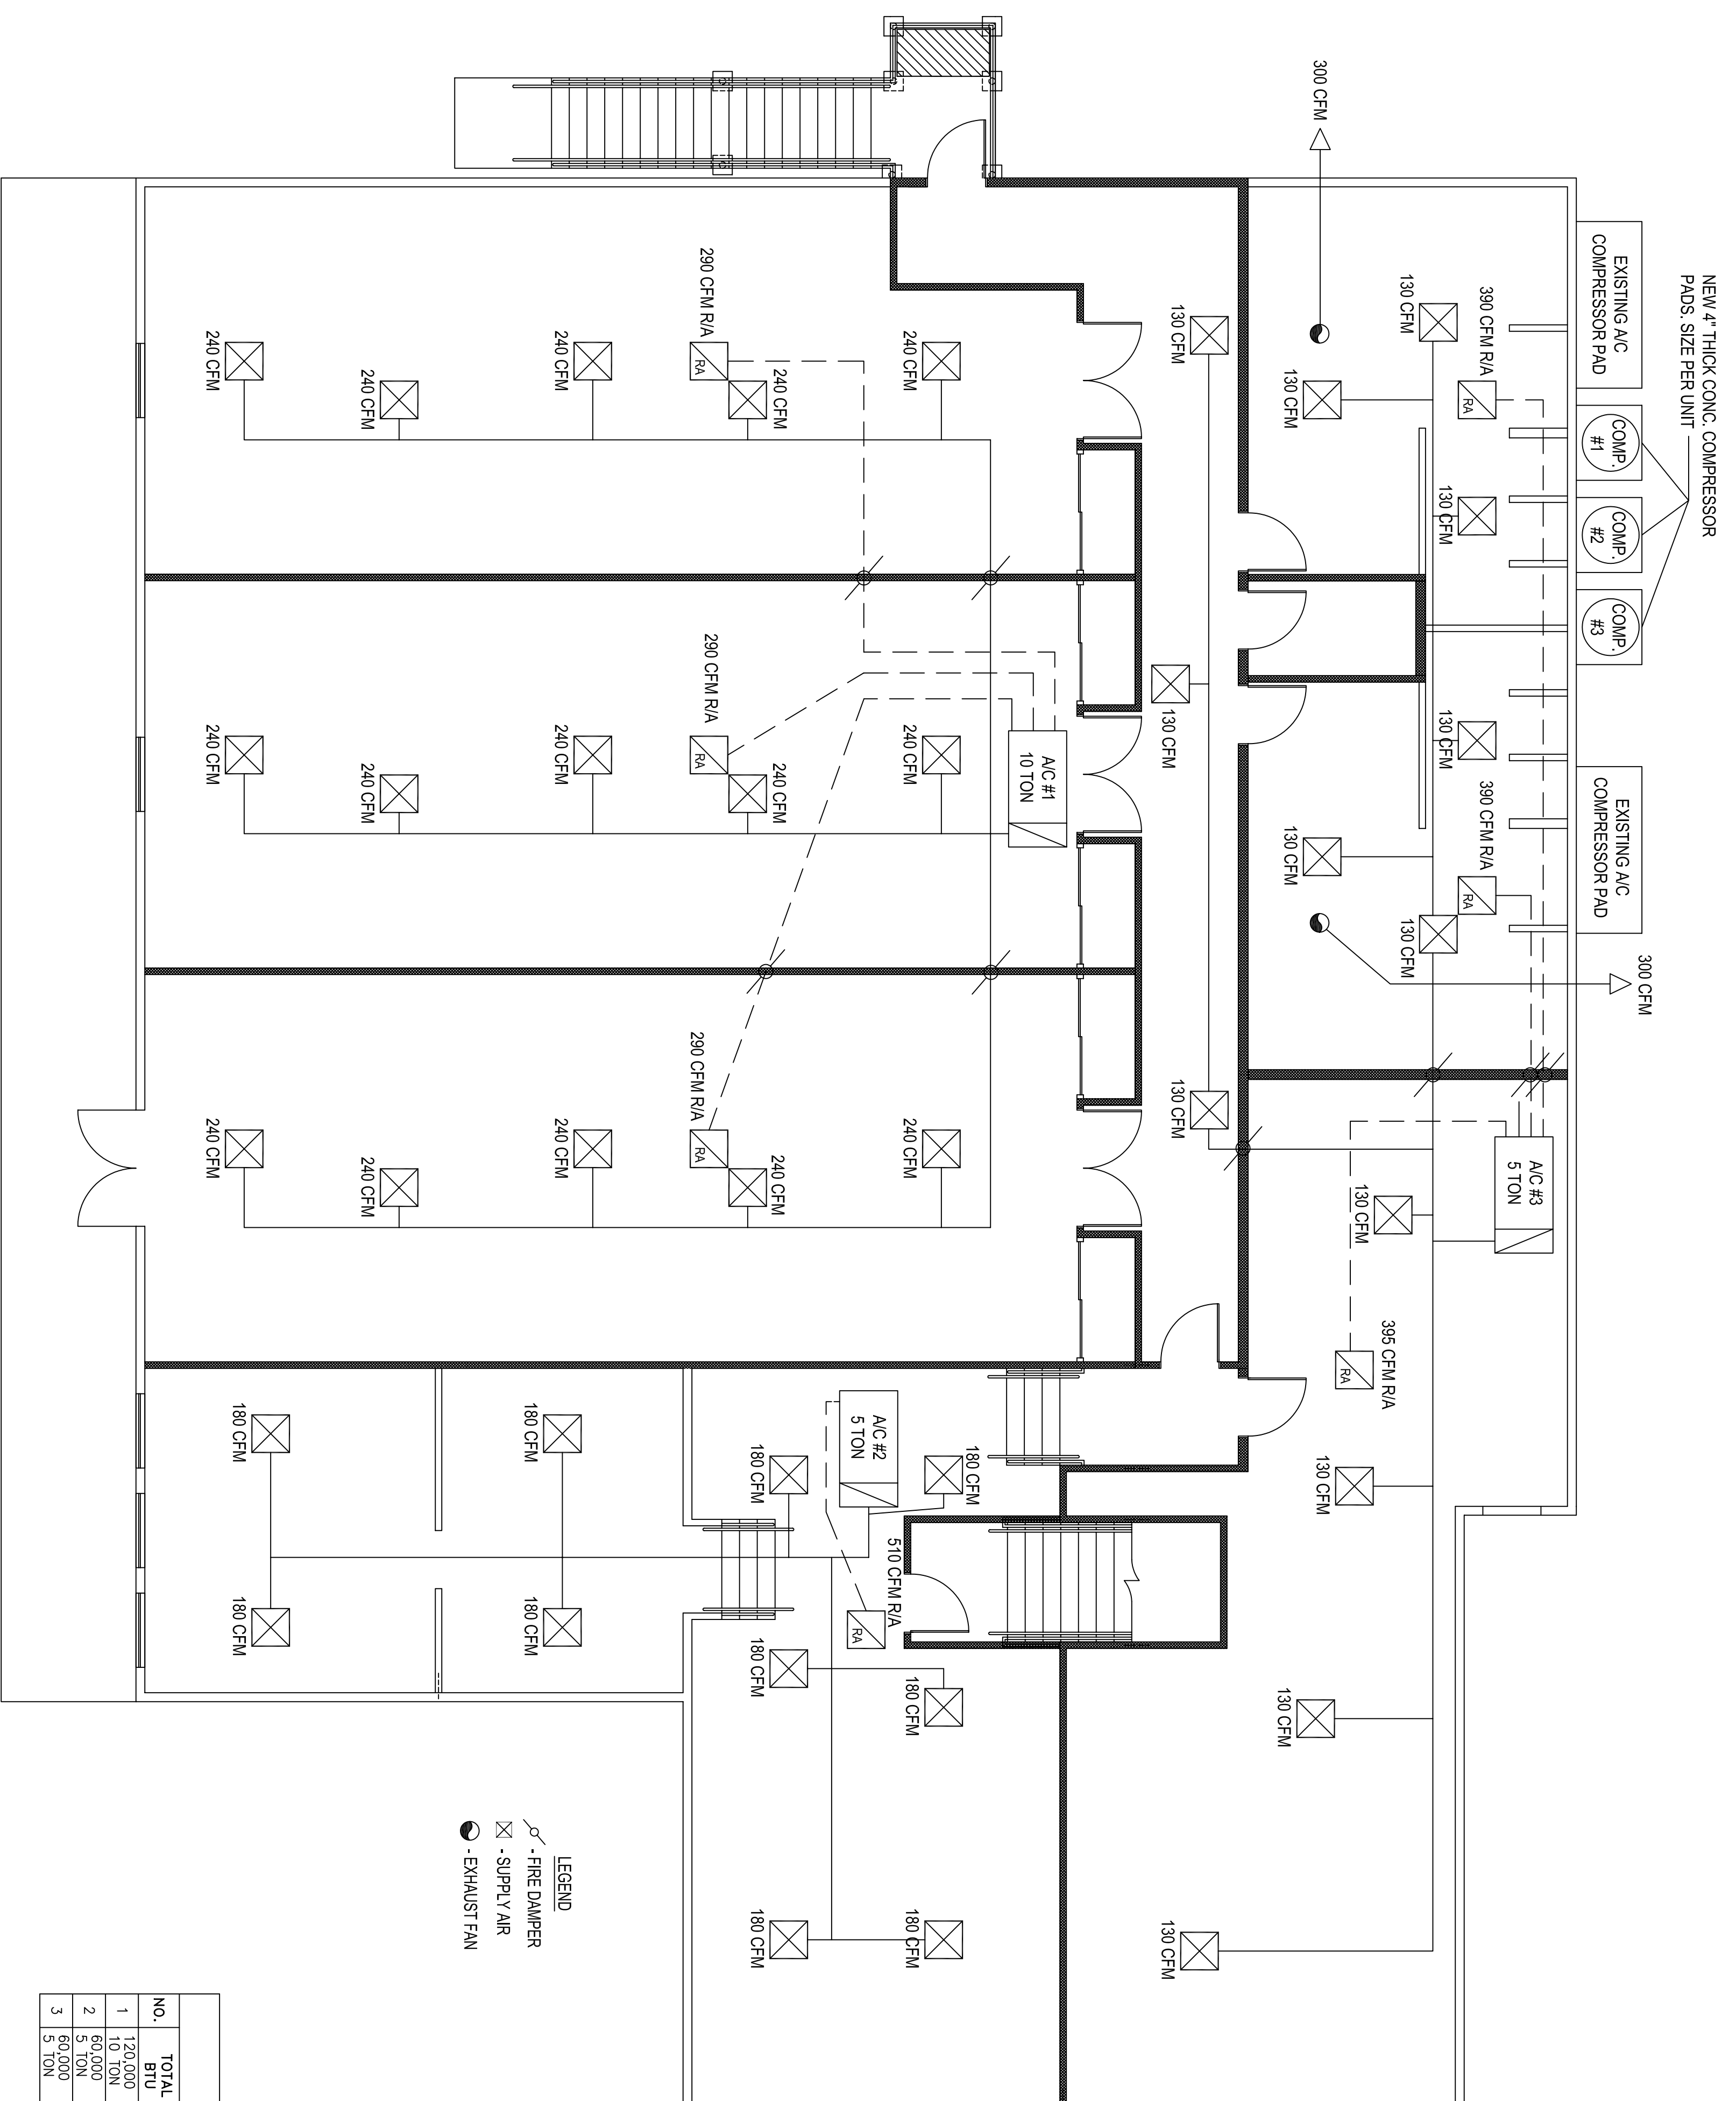 NEW 4" THICK CONC. COMPRESSOR
PADS. SIZE PER UNIT
EXISTING A/C
COMPRESSOR PAD
COMP.
#1
COMP.
#2
COMP.
#3
EXISTING A/C
COMPRESSOR PAD
300 CFM
300 CFM
390 CFM R/A
RA
130 CFM
130 CFM
130 CFM
130 CFM
390 CFM R/A
RA
130 CFM
130 CFM
A/C #3
5 TON
130 CFM
395 CFM R/A
RA
130 CFM
130 CFM
130 CFM
130 CFM
130 CFM
130 CFM
A/C #1
10 TON
240 CFM
240 CFM
290 CFM R/A
RA
240 CFM
240 CFM
240 CFM
240 CFM
240 CFM
290 CFM R/A
RA
240 CFM
240 CFM
240 CFM
240 CFM
240 CFM
290 CFM R/A
RA
240 CFM
240 CFM
240 CFM
A/C #2
5 TON
180 CFM
180 CFM
510 CFM R/A
RA
180 CFM
180 CFM
180 CFM
180 CFM
180 CFM
180 CFM
180 CFM
180 CFM
LEGEND
- FIRE DAMPER
- SUPPLY AIR
- EXHAUST FAN
NO.
TOTAL
BTU
1
120,000
10 TON
2
60,000
5 TON
3
60,000
5 TON